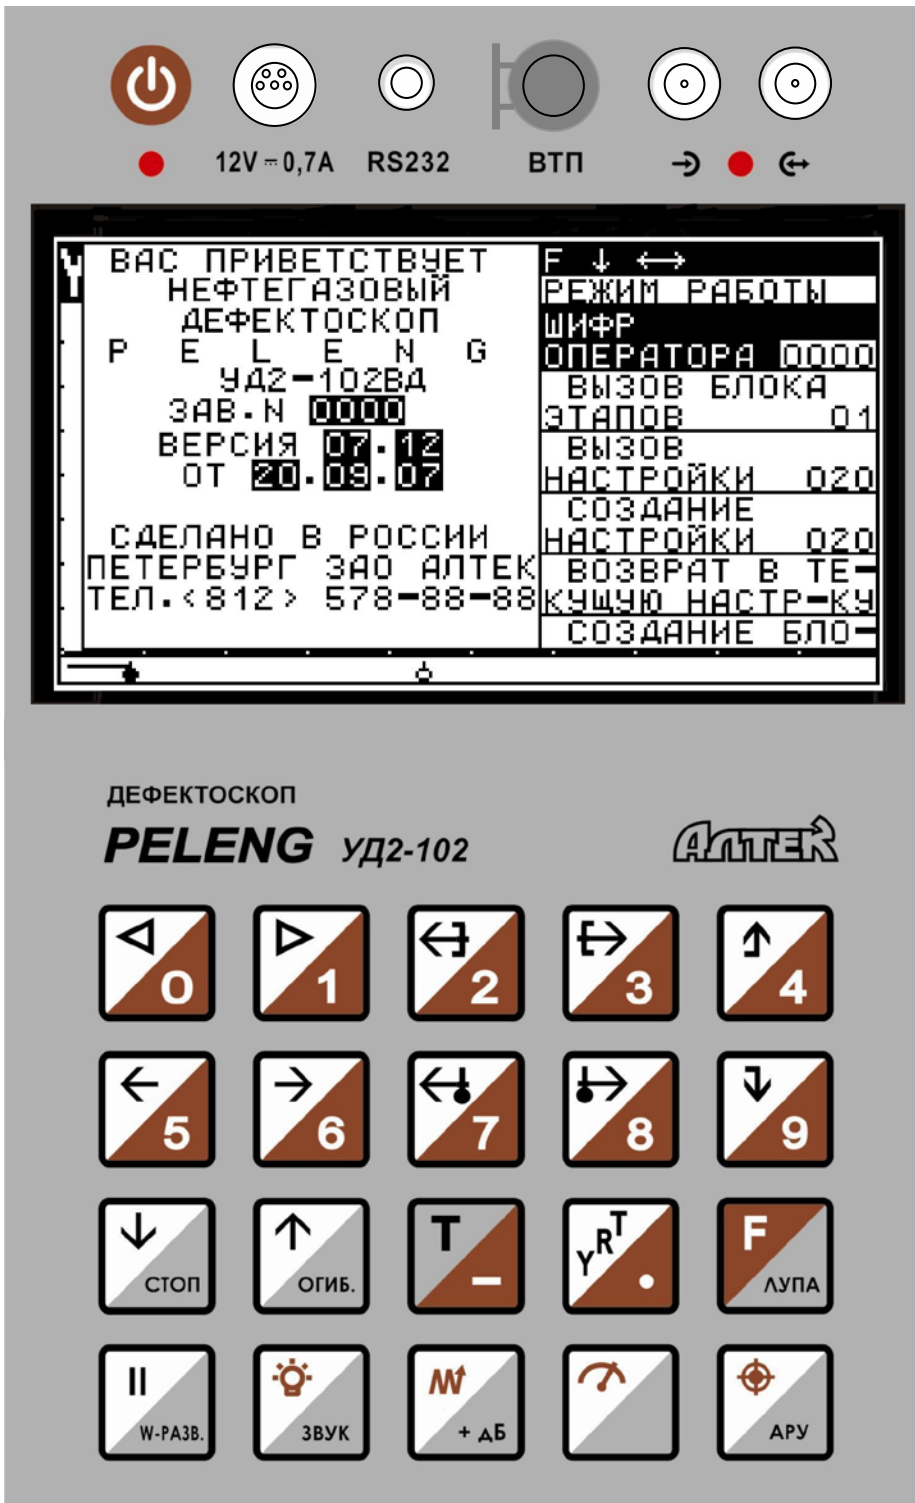 12V⎓0,7A RS232 ВТП
Y
ВАС ПРИВЕТСТВУЕТ
НЕФТЕГАЗОВЫЙ
ДЕФЕКТОСКОП
P E L E N G
УД2-102ВД
ЗАВ.N 0000
ВЕРСИЯ 07.12
ОТ 20.09.07
СДЕЛАНО В РОССИИ
ПЕТЕРБУРГ ЗАО АЛТЕК
ТЕЛ.<812> 578-88-88
F ↓ ↔
РЕЖИМ РАБОТЫ
ШИФР
ОПЕРАТОРА 0000
ВЫЗОВ БЛОКА
ЭТАПОВ 01
ВЫЗОВ
НАСТРОЙКИ 020
СОЗДАНИЕ
НАСТРОЙКИ 020
ВОЗВРАТ В ТЕ-
КУЩУЮ НАСТР-КУ
СОЗДАНИЕ БЛО-
ДЕФЕКТОСКОП
PELENG УД2-102 АЛТЕК
0 1 2 3 4
5 6 7 8 9
СТОП ОГИБ. T - YRT . F ЛУПА
II W-РАЗВ. ЗВУК + дБ АРУ